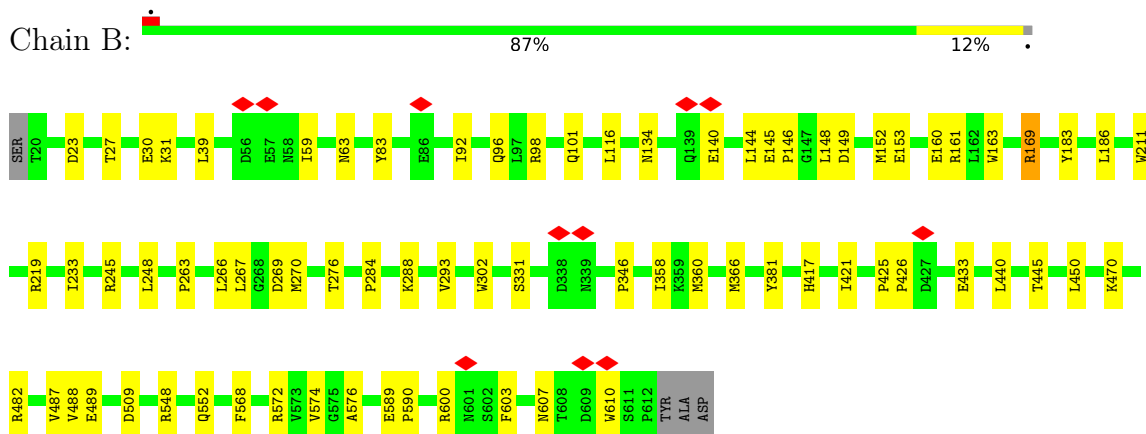 Chain B:
87% 12%
SER T20 D23 T27 E30 K31 L39 D56 E57 N58 I59 N63 Y83 E86 I92 Q96 L97 R98 Q101 L116 N134 Q139 E140 L144 E145 P146 G147 L148 D149 M152 E153 E160 R161 L162 W163 R169 Y183 L186 W211
R219 I233 R245 L248 P263 L266 L267 G268 D269 M270 T276 P284 K288 V293 W302 S331 D338 N339 P346 I358 K359 M360 M366 Y381 H417 I421 P425 P426 D427 E433 L440 T445 L450 K470
R482 V487 V488 E489 D509 R548 Q552 F568 R572 V573 V574 G575 A576 E589 P590 R600 N601 S602 F603 N607 T608 D609 W610 S611 P612 TYR ALA ASP